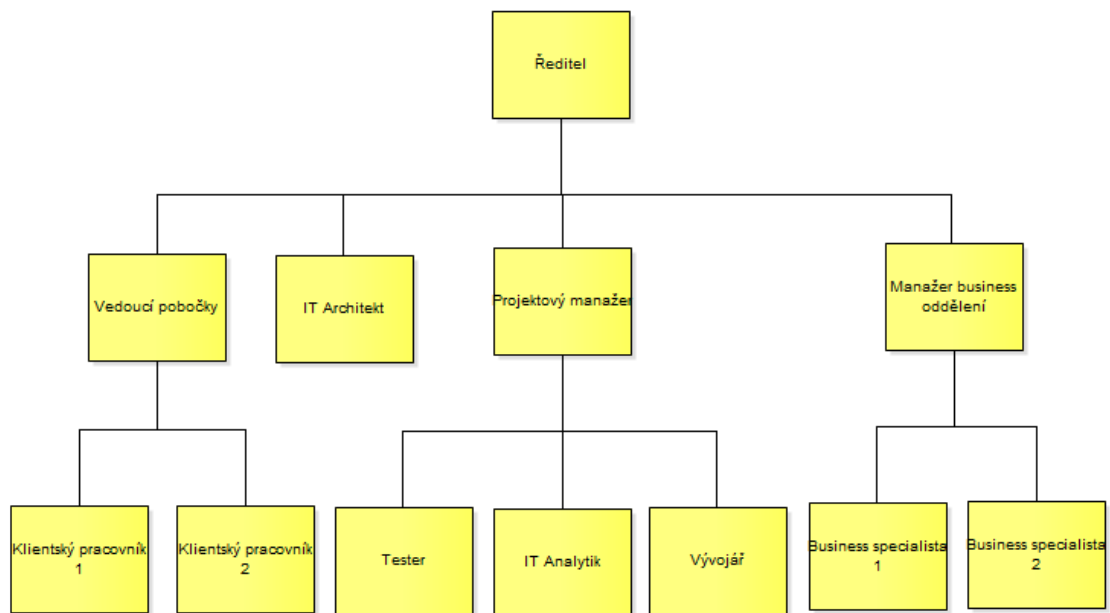 Ředitel
Vedoucí pobočky
IT Architekt
Projektový manažer
Manažer business
oddělení
Klientský pracovník
1
Klientský pracovník
2
Tester
IT Analytik
Vývojář
Business specialista
1
Business specialista
2